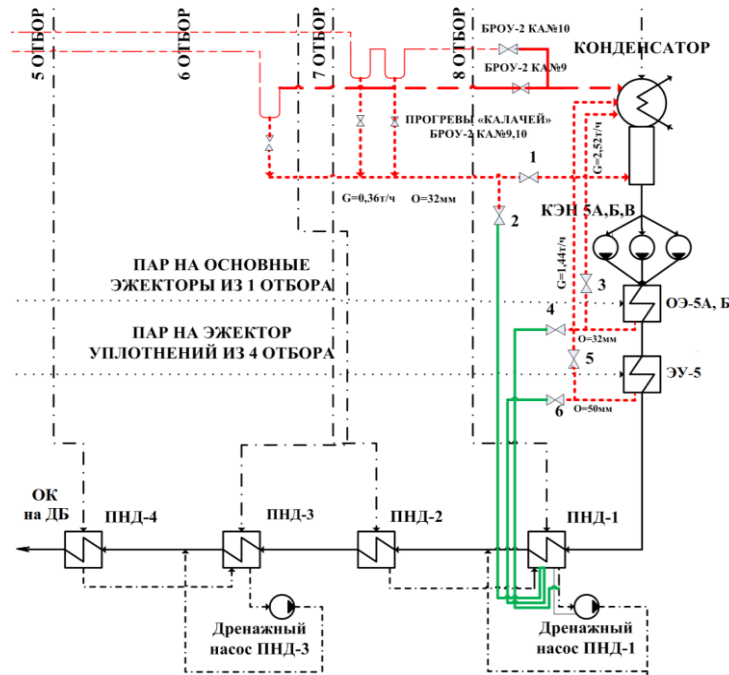 5 ОТБОР
6 ОТБОР
7 ОТБОР
8 ОТБОР
БРОУ-2 КА№10
КОНДЕНСАТОР
БРОУ-2 КА№9
ПРОГРЕВЫ «КАЛАЧЕЙ»
БРОУ-2 КА№9,10
G=2,52т/ч
1
G=0,36т/ч
О=32мм
2
КЭН 5А,Б,В
G=1,44т/ч
ПАР НА ОСНОВНЫЕ
ЭЖЕКТОРЫ ИЗ 1 ОТБОРА
3
ОЭ-5А, Б
4
О=32мм
ПАР НА ЭЖЕКТОР
УПЛОТНЕНИЙ ИЗ 4 ОТБОРА
5
ЭУ-5
6
О=50мм
ОК
на ДБ
ПНД-4
ПНД-3
ПНД-2
ПНД-1
Дренажный
насос ПНД-3
Дренажный
насос ПНД-1